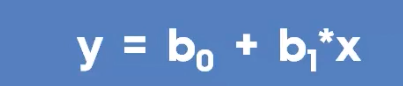 y = b₀ + b₁*x